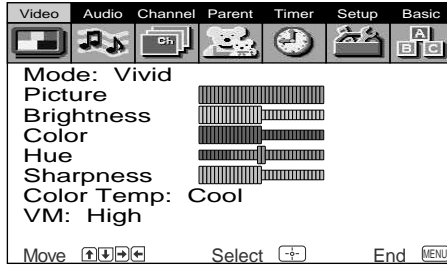 Video Audio Channel Parent Timer Setup Basic
Ch A B C
Mode: Vivid
Picture
Brightness
Color
Hue
Sharpness
Color Temp: Cool
VM: High
Move Select End MENU